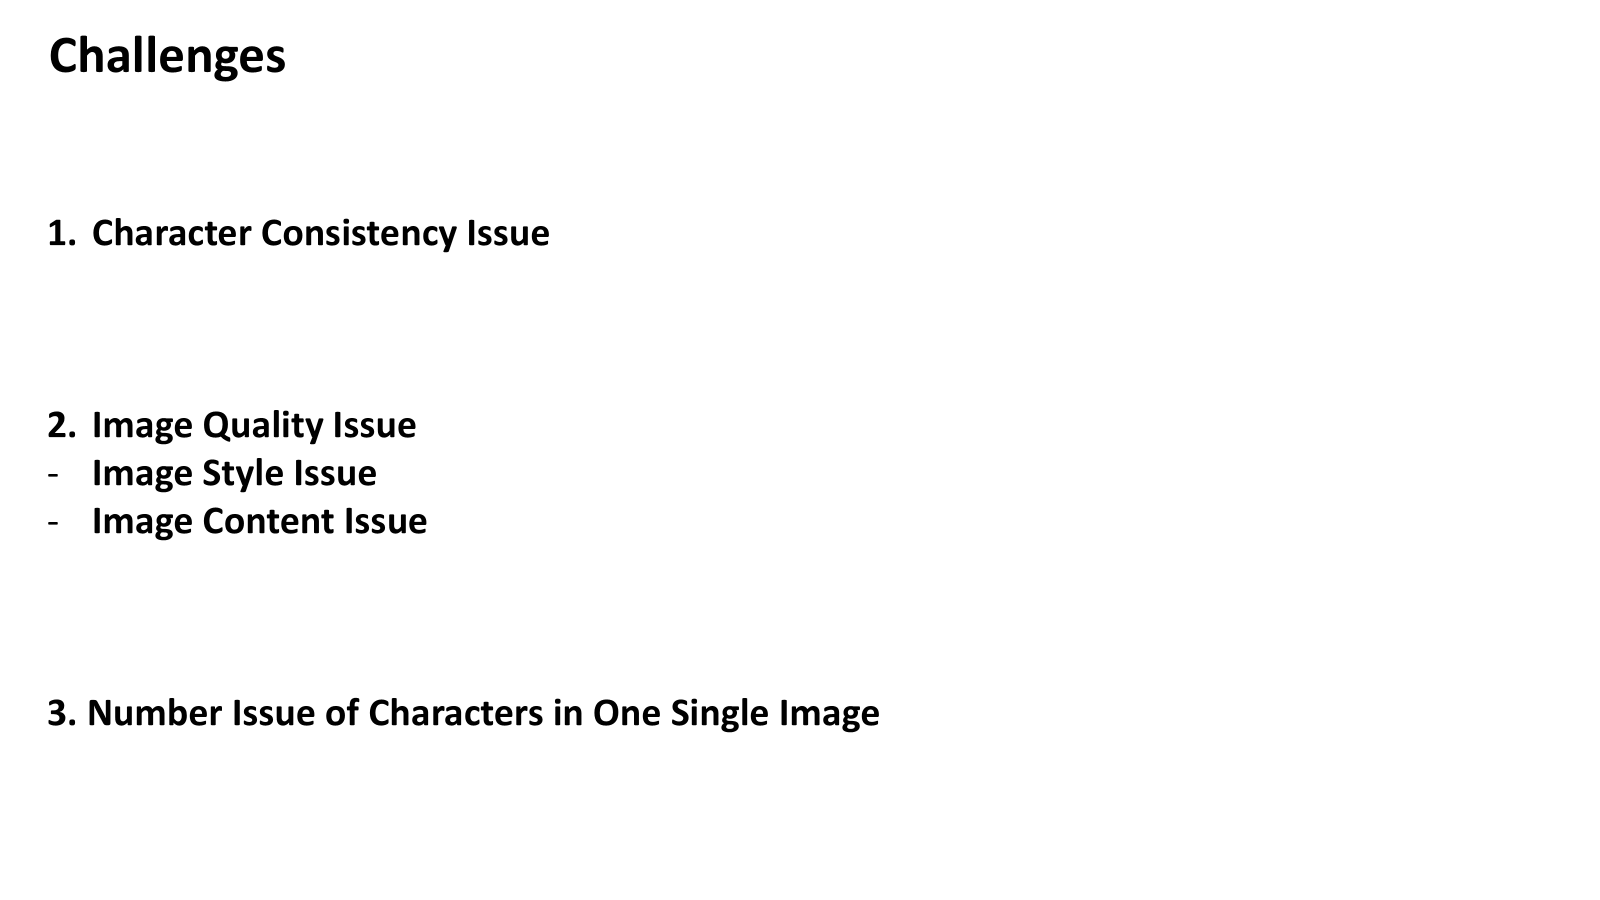 Challenges
1. Character Consistency Issue
2. Image Quality Issue
- Image Style Issue
- Image Content Issue
3. Number Issue of Characters in One Single Image